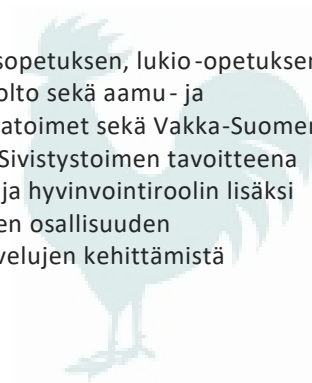 sopetuksen, lukio-opetuksen
olto sekä aamu- ja
atoimet sekä Vakka-Suomen
Sivistystoimen tavoitteena
ja hyvinvointiroolin lisäksi
en osallisuuden
velujen kehittämistä